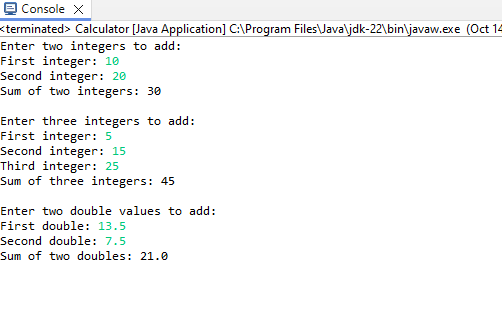 Console
<terminated> Calculator [Java Application] C:\Program Files\Java\jdk-22\bin\javaw.exe (Oct 14
Enter two integers to add:
First integer: 10
Second integer: 20
Sum of two integers: 30

Enter three integers to add:
First integer: 5
Second integer: 15
Third integer: 25
Sum of three integers: 45

Enter two double values to add:
First double: 13.5
Second double: 7.5
Sum of two doubles: 21.0